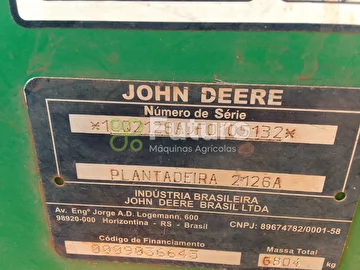 JOHN DEERE
Número de Série
Máquinas Agrícolas
PLANTADEIRA 2126A
INDÚSTRIA BRASILEIRA
JOHN DEERE BRASIL LTDA
Av. Engº Jorge A.D. Logemann, 600
98920-000 Horizontina - RS - Brasil
CNPJ: 89674782/0001-58
Código de Financiamento
Massa Total
6804 kg